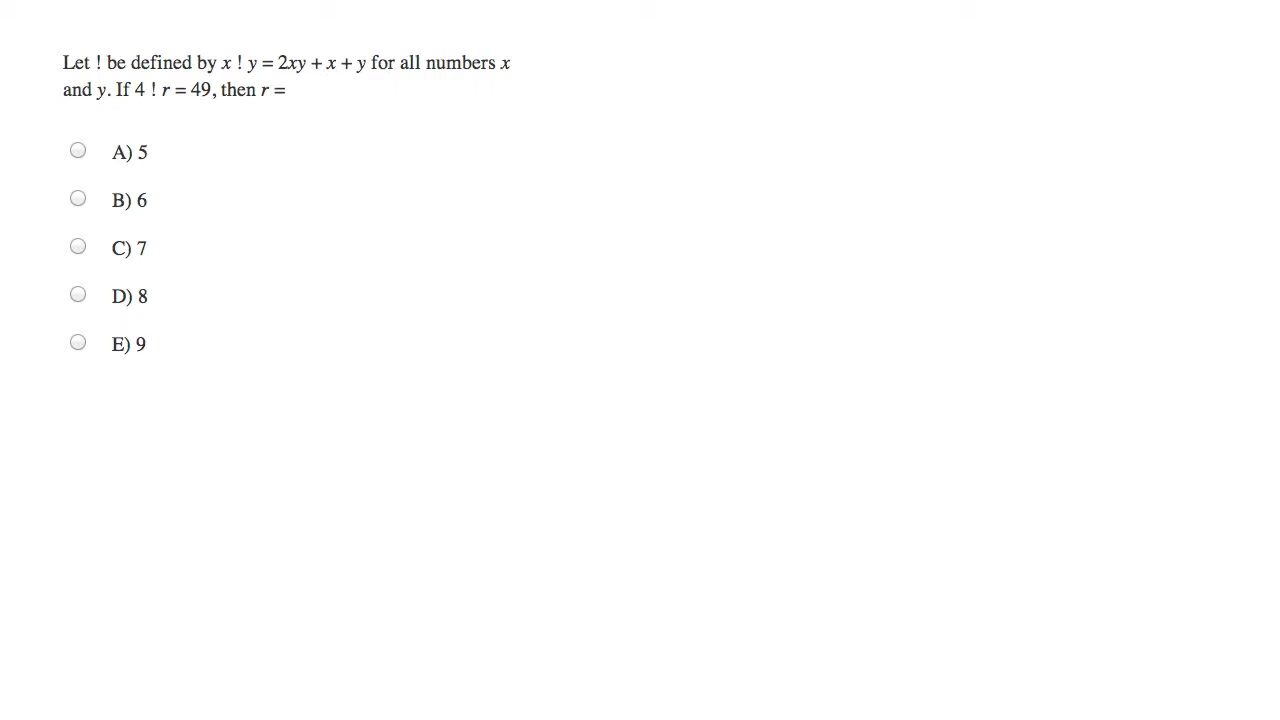 Let ! be defined by x ! y = 2xy + x + y for all numbers x
and y. If 4 ! r = 49, then r =
A) 5
B) 6
C) 7
D) 8
E) 9